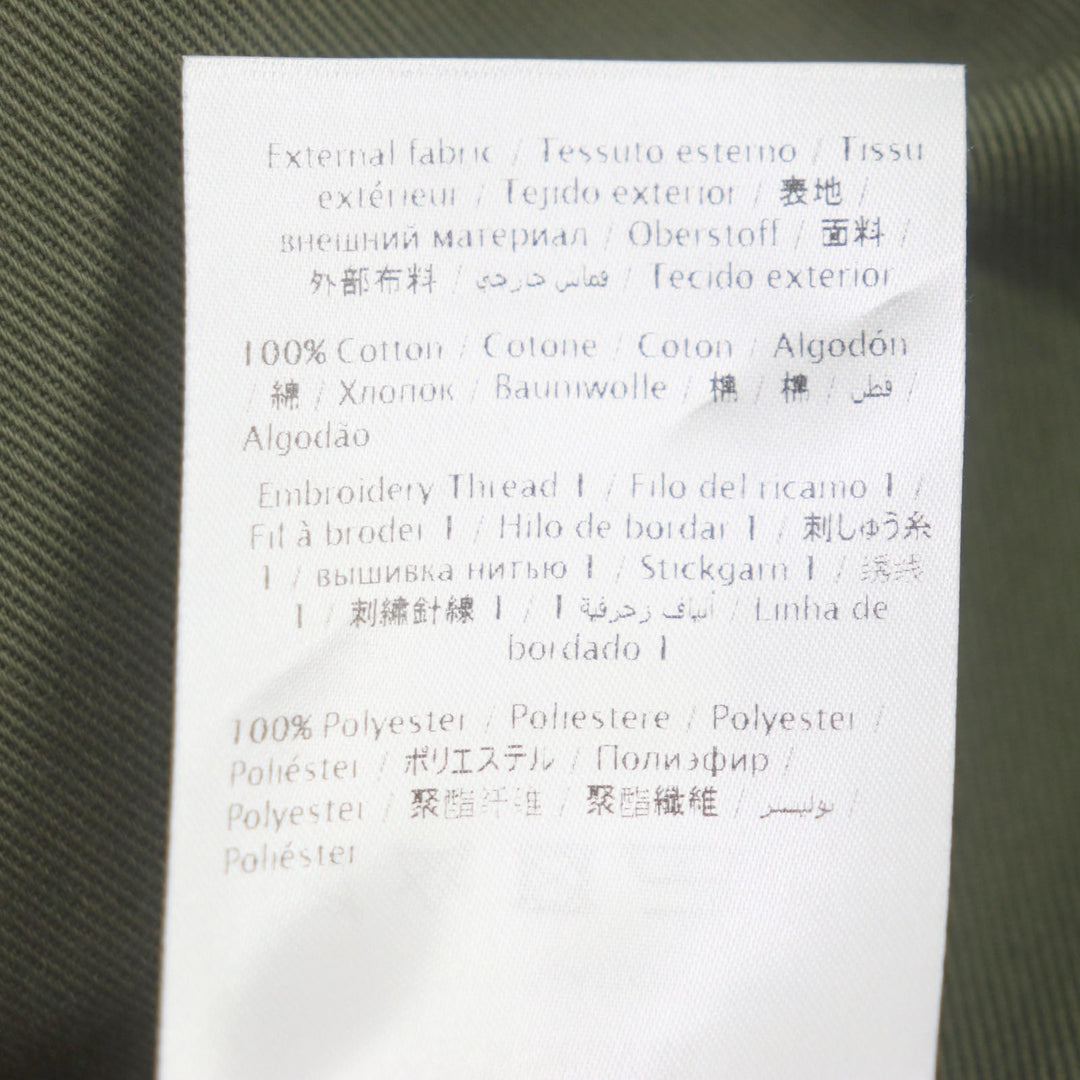 External fabric / Tessuto esterno / Tissu
extérieur / Tejido exterior / 表地 /
внешний материал / Oberstoff / 面料 /
外部布料 / قماش خارجي / Tecido exterior
100% Cotton / Cotone / Coton / Algodón
/ 綿 / Хлопок / Baumwolle / 棉 / 棉 / قطن /
Algodão
Embroidery Thread 1 / Filo del ricamo 1 /
Fil à broder 1 / Hilo de bordar 1 / 刺しゅう糸
1 / вышивка нитью 1 / Stickgarn 1 / 绣线
1 / 刺繡針線 1 / 1 ألياف زخرفية / Linha de
bordado 1
100% Polyester / Poliestere / Polyester /
Poliéster / ポリエステル / Полиэфир /
Polyester / 聚酯纤维 / 聚酯纖維 / بوليستر /
Poliéster